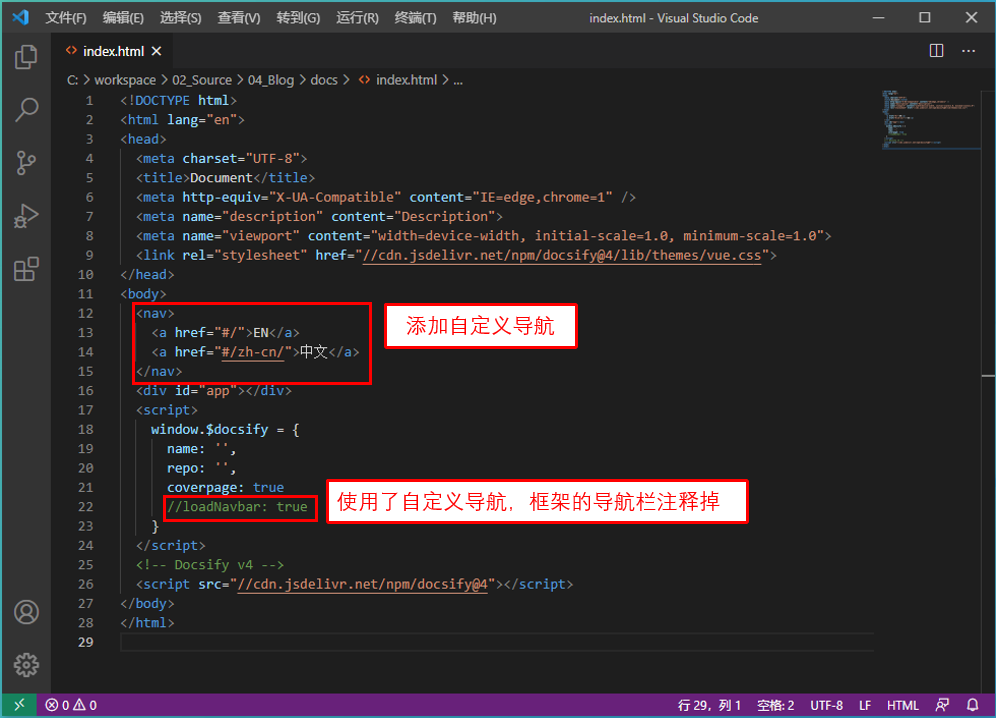 文件(F) 编辑(E) 选择(S) 查看(V) 转到(G) 运行(R) 终端(T) 帮助(H) index.html - Visual Studio Code
index.html
C: > workspace > 02_Source > 04_Blog > docs > index.html > ...
1 <!DOCTYPE html>
2 <html lang="en">
3 <head>
4 <meta charset="UTF-8">
5 <title>Document</title>
6 <meta http-equiv="X-UA-Compatible" content="IE=edge,chrome=1" />
7 <meta name="description" content="Description">
8 <meta name="viewport" content="width=device-width, initial-scale=1.0, minimum-scale=1.0">
9 <link rel="stylesheet" href="//cdn.jsdelivr.net/npm/docsify@4/lib/themes/vue.css">
10 </head>
11 <body>
12 <nav>
13 <a href="#/">EN</a>
添加自定义导航
14 <a href="#/zh-cn/">中文</a>
15 </nav>
16 <div id="app"></div>
17 <script>
18 window.$docsify = {
19 name: '',
20 repo: '',
21 coverpage: true
使用了自定义导航，框架的导航栏注释掉
22 //loadNavbar: true
23 }
24 </script>
25 <!-- Docsify v4 -->
26 <script src="//cdn.jsdelivr.net/npm/docsify@4"></script>
27 </body>
28 </html>
29
0 0 行 29，列 1 空格: 2 UTF-8 LF HTML